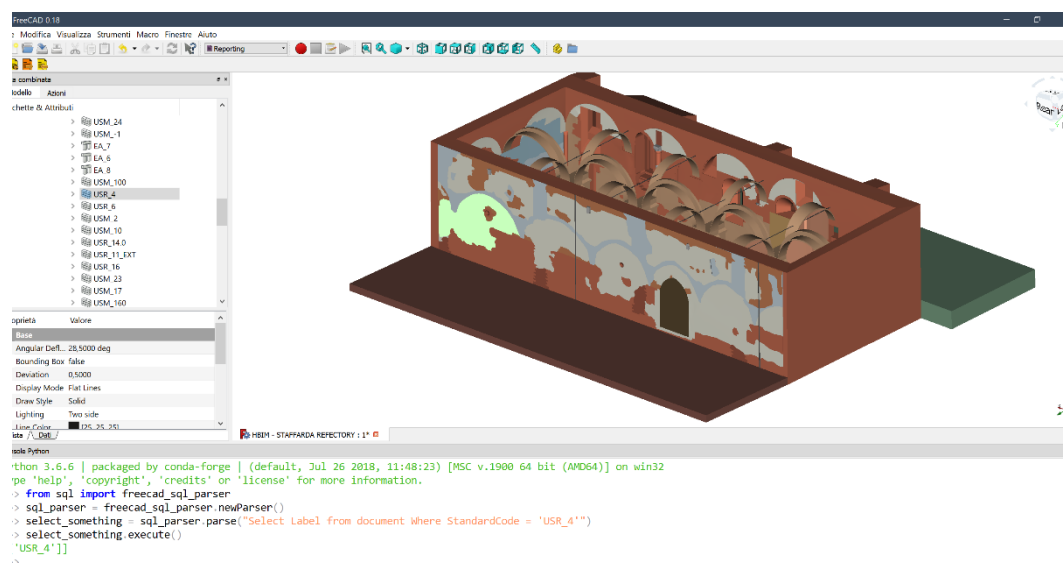 FreeCAD 0.18
Modifica Visualizza Strumenti Macro Finestre Aiuto
Reporting
combinata
Modello Azioni
chette & Attributi
USM_24
USM_-1
EA_7
EA_6
EA_8
USM_100
USR_4
USR_6
USM_2
USM_10
USR_14.0
USR_11_EXT
USR_16
USM_23
USM_17
USM_160
oprietà Valore
Base
Angular Defl... 28,5000 deg
Bounding Box false
Deviation 0,5000
Display Mode Flat Lines
Draw Style Solid
Lighting Two side
Line Color [25, 25, 25]
ista Dati
Rear
HBIM - STAFFARDA REFECTORY : 1*
nsole Python
ython 3.6.6 | packaged by conda-forge | (default, Jul 26 2018, 11:48:23) [MSC v.1900 64 bit (AMD64)] on win32
ype 'help', 'copyright', 'credits' or 'license' for more information.
> from sql import freecad_sql_parser
> sql_parser = freecad_sql_parser.newParser()
> select_something = sql_parser.parse("Select Label from document Where StandardCode = 'USR_4'")
> select_something.execute()
'USR_4']]